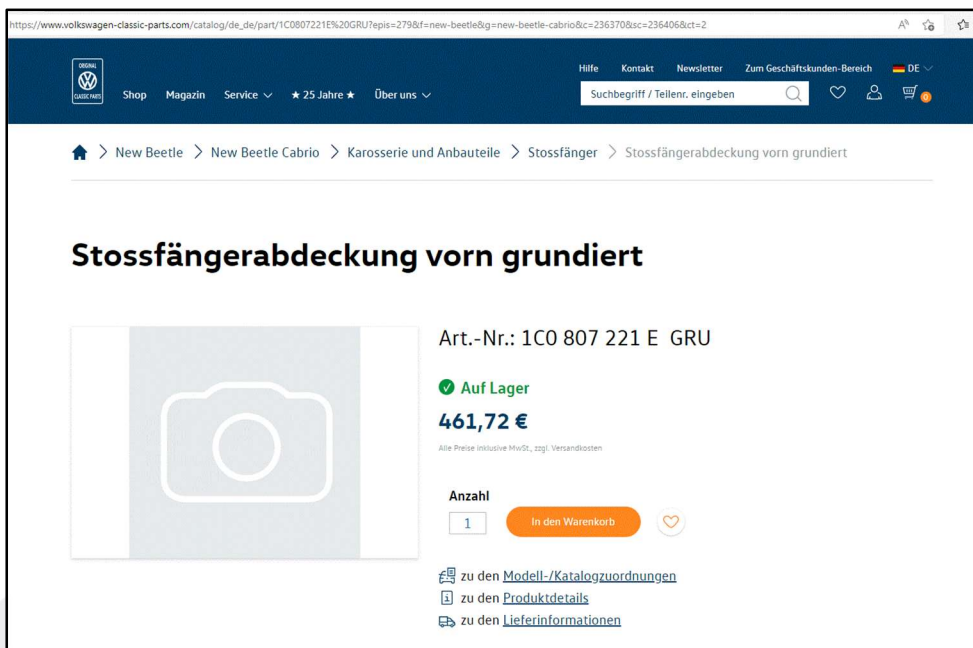 https://www.volkswagen-classic-parts.com/catalog/de_de/part/1C0807221E%20GRU?epis=279&f=new-beetle&g=new-beetle-cabrio&c=236370&sc=236406&ct=2
ORIGINAL
CLASSIC PARTS
Hilfe Kontakt Newsletter Zum Geschäftskunden-Bereich DE
Shop Magazin Service ★ 25 Jahre ★ Über uns
Suchbegriff / Teilenr. eingeben
0
New Beetle > New Beetle Cabrio > Karosserie und Anbauteile > Stossfänger > Stossfängerabdeckung vorn grundiert
Stossfängerabdeckung vorn grundiert
Art.-Nr.: 1C0 807 221 E GRU
Auf Lager
461,72 €
Alle Preise inklusive MwSt., zzgl. Versandkosten
Anzahl
1 In den Warenkorb
zu den Modell-/Katalogzuordnungen
zu den Produktdetails
zu den Lieferinformationen